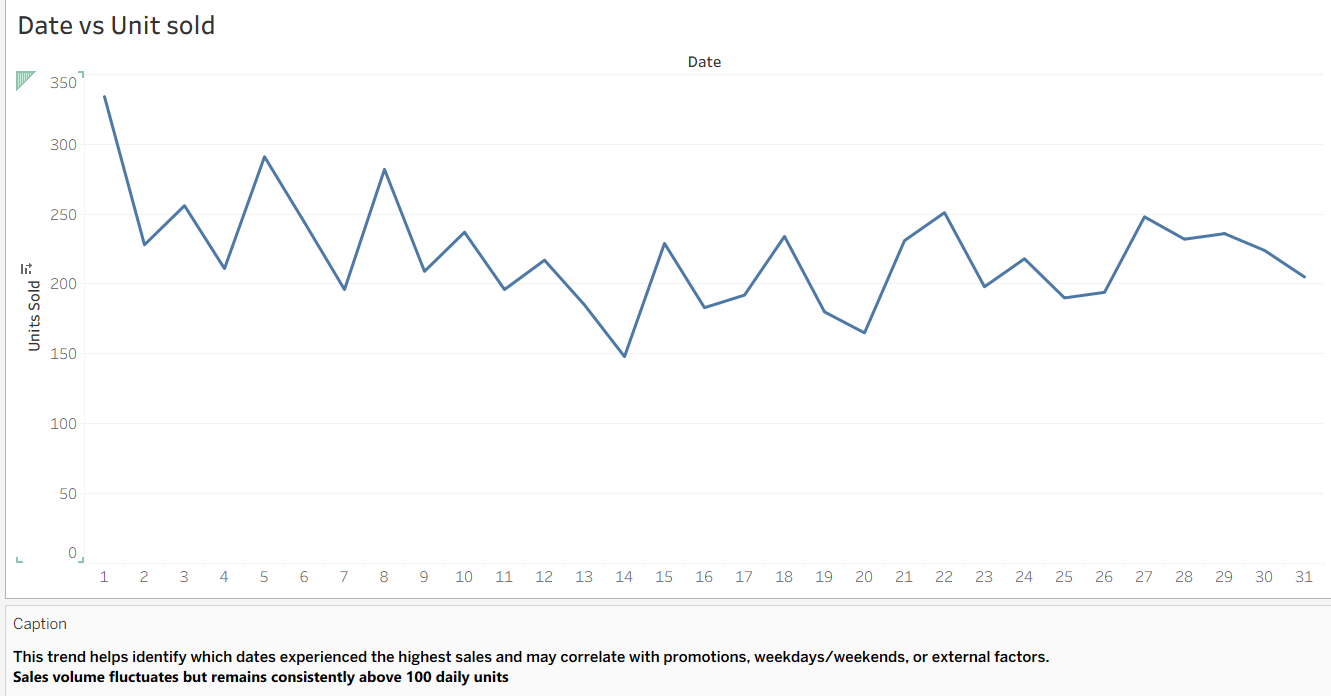 Date vs Unit sold
Date
350
300
250
200
150
100
50
0
Units Sold
1 2 3 4 5 6 7 8 9 10 11 12 13 14 15 16 17 18 19 20 21 22 23 24 25 26 27 28 29 30 31
Caption
This trend helps identify which dates experienced the highest sales and may correlate with promotions, weekdays/weekends, or external factors.
Sales volume fluctuates but remains consistently above 100 daily units